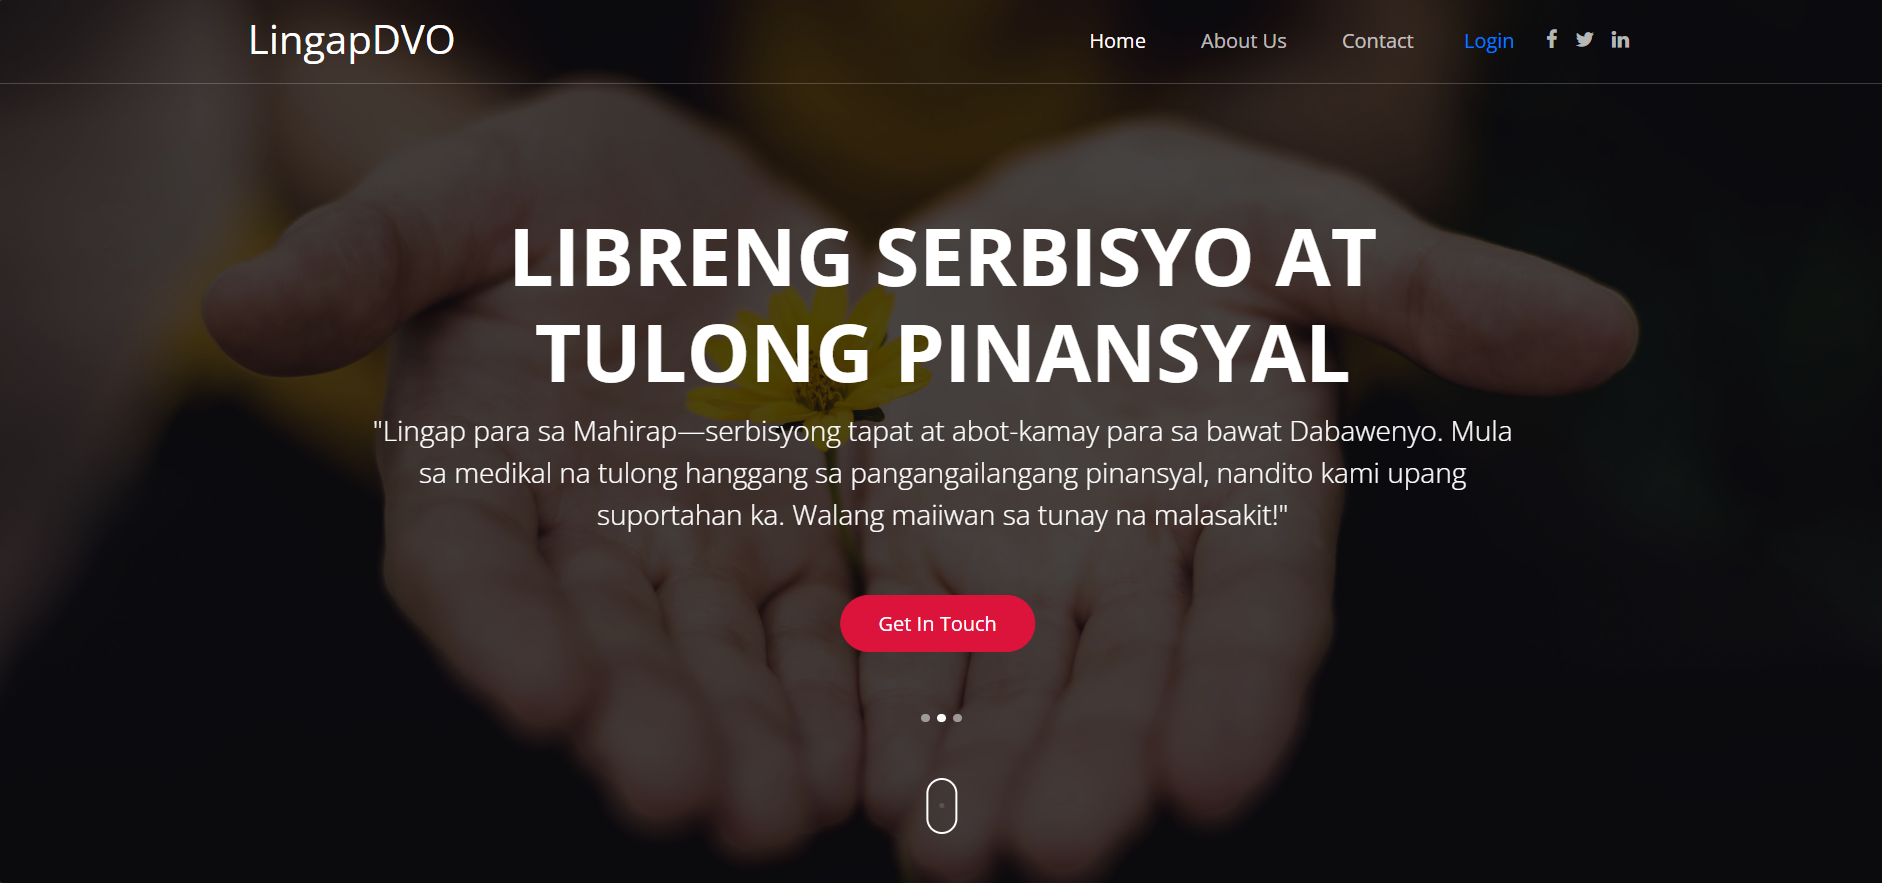 LingapDVO
Home About Us Contact Login
LIBRENG SERBISYO AT
TULONG PINANSYAL
"Lingap para sa Mahirap—serbisyong tapat at abot-kamay para sa bawat Dabawenyo. Mula
sa medikal na tulong hanggang sa pangangailangang pinansyal, nandito kami upang
suportahan ka. Walang maiiwan sa tunay na malasakit!"
Get In Touch